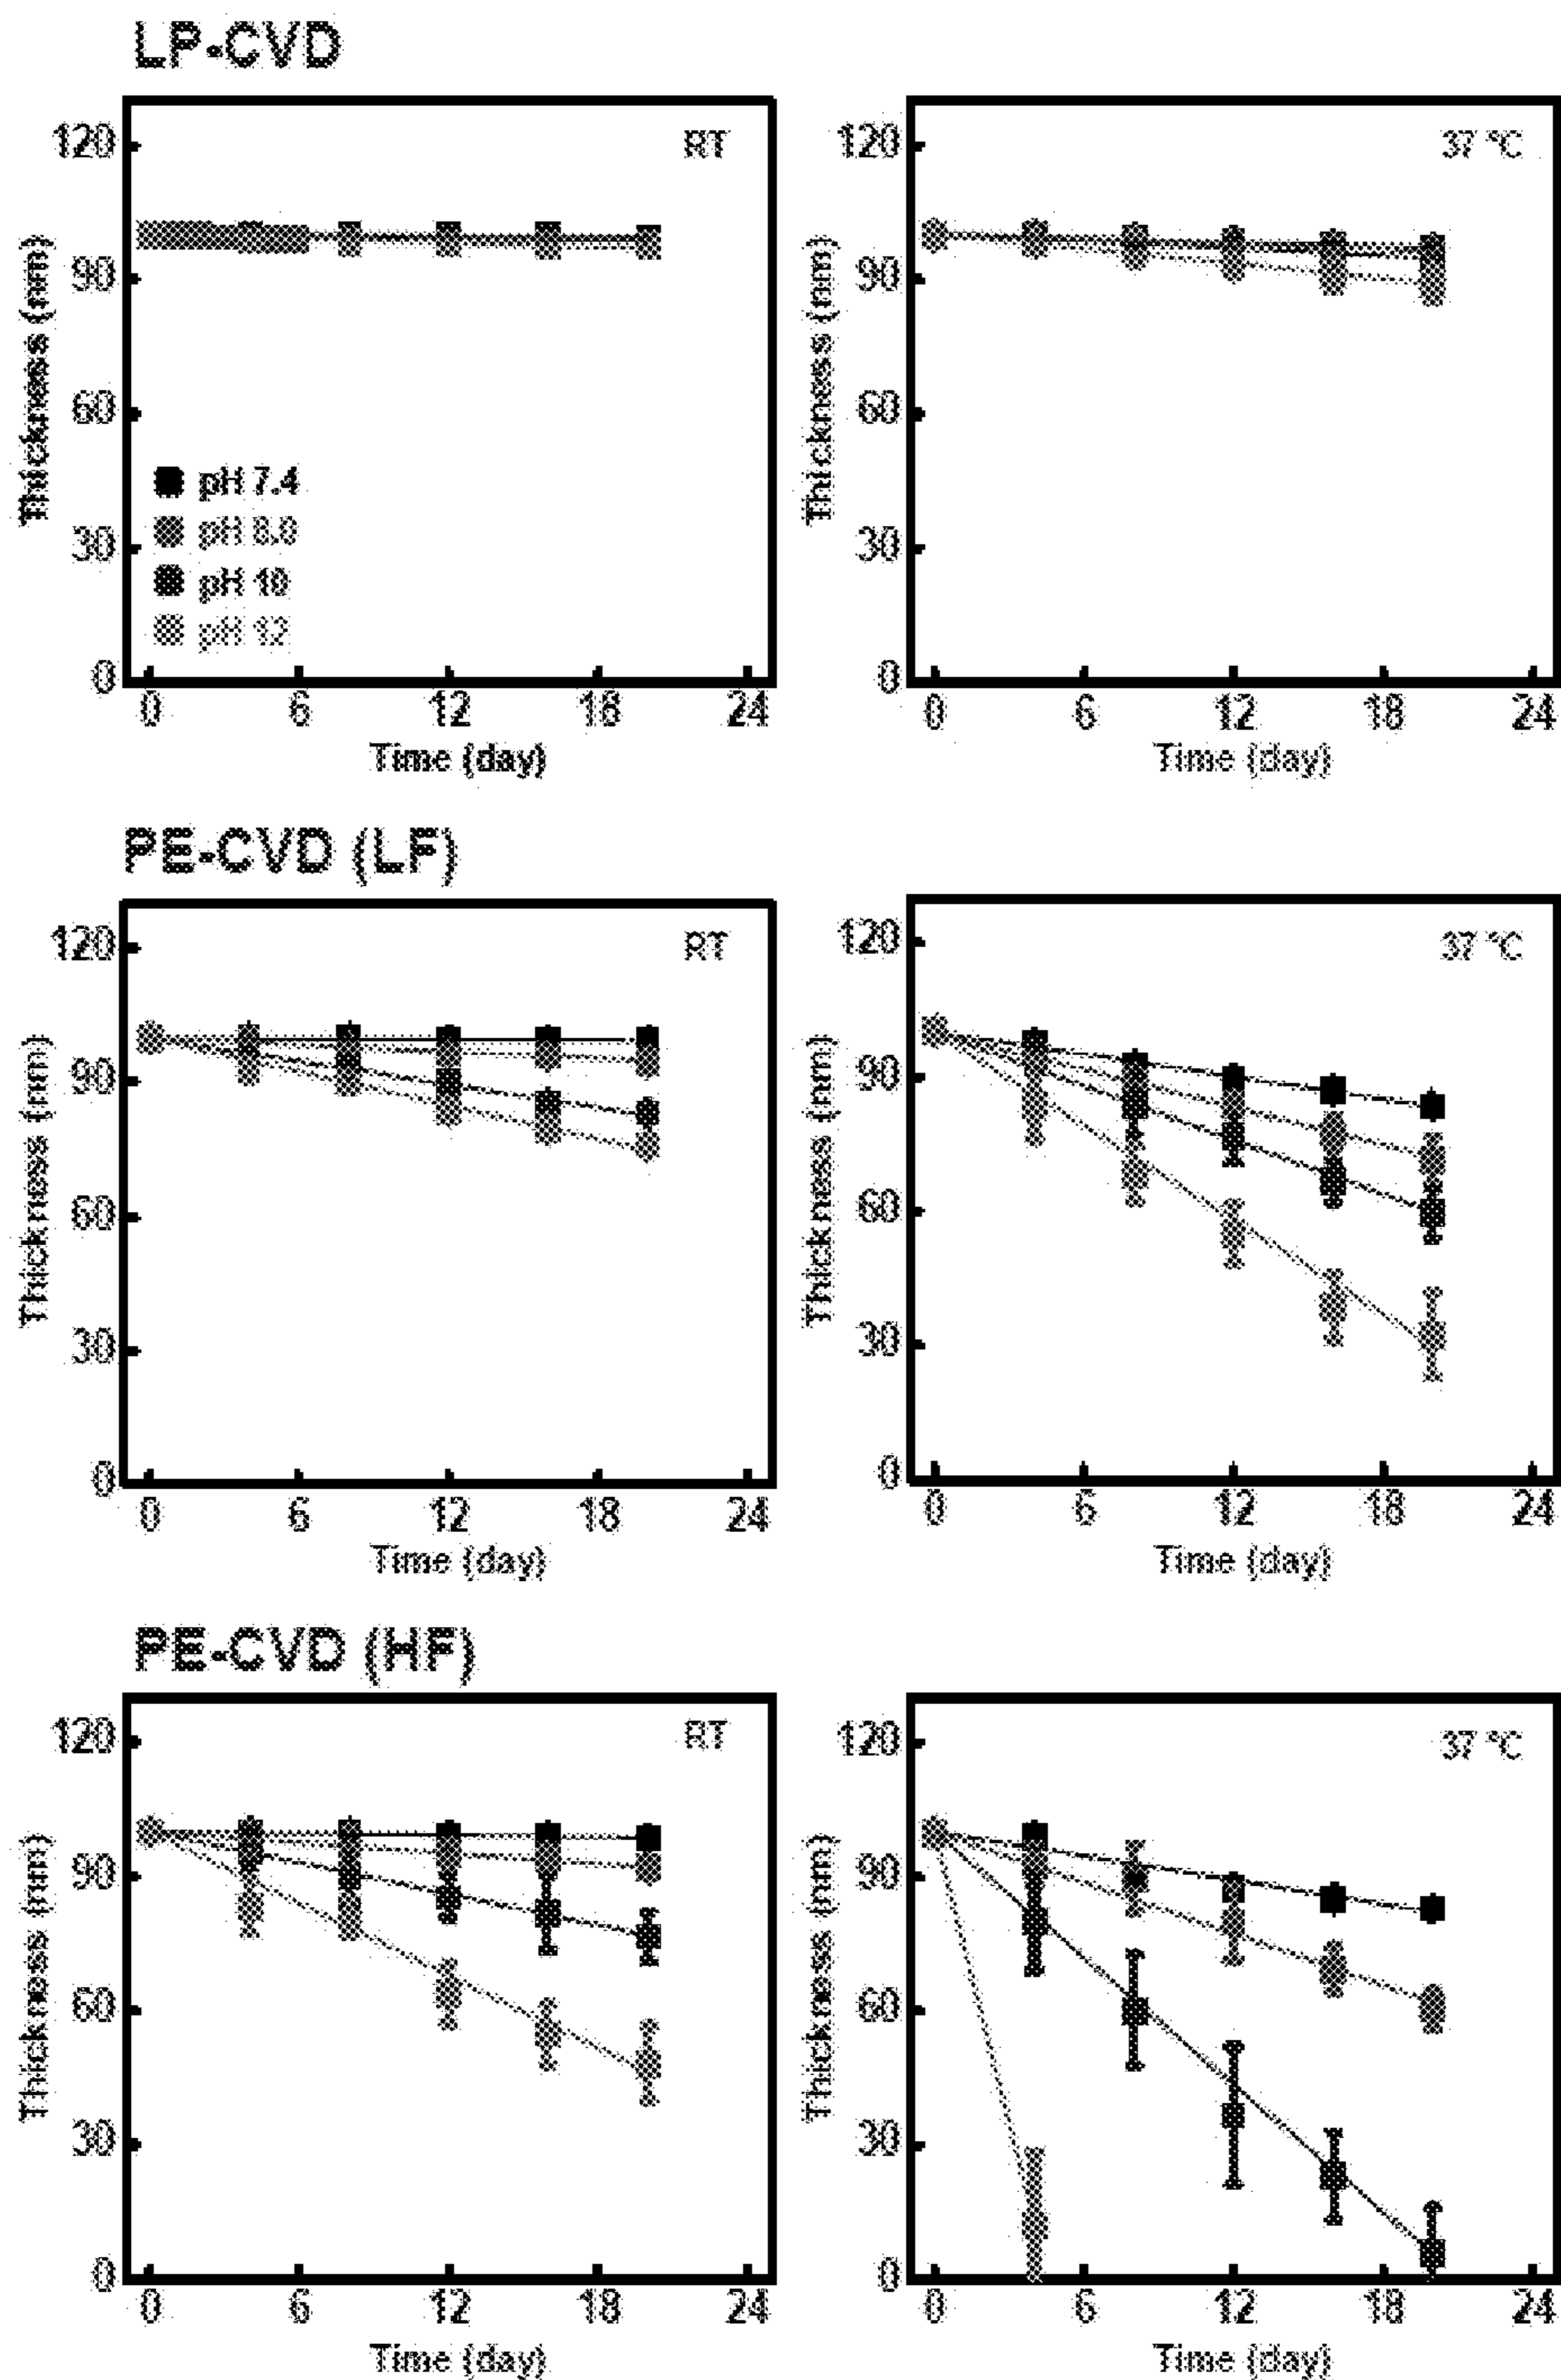 LP-CVD
RT
120
90
60
30
0
Thickness (nm)
pH 7.4
pH 8.0
pH 10
pH 12
0 6 12 18 24
Time (day)
37 °C
120
90
60
30
0
Thickness (nm)
0 6 12 18 24
Time (day)
PE-CVD (LF)
RT
120
90
60
30
0
Thickness (nm)
0 6 12 18 24
Time (day)
37 °C
120
90
60
30
0
Thickness (nm)
0 6 12 18 24
Time (day)
PE-CVD (HF)
RT
120
90
60
30
0
Thickness (nm)
0 6 12 18 24
Time (day)
37 °C
120
90
60
30
0
Thickness (nm)
0 6 12 18 24
Time (day)